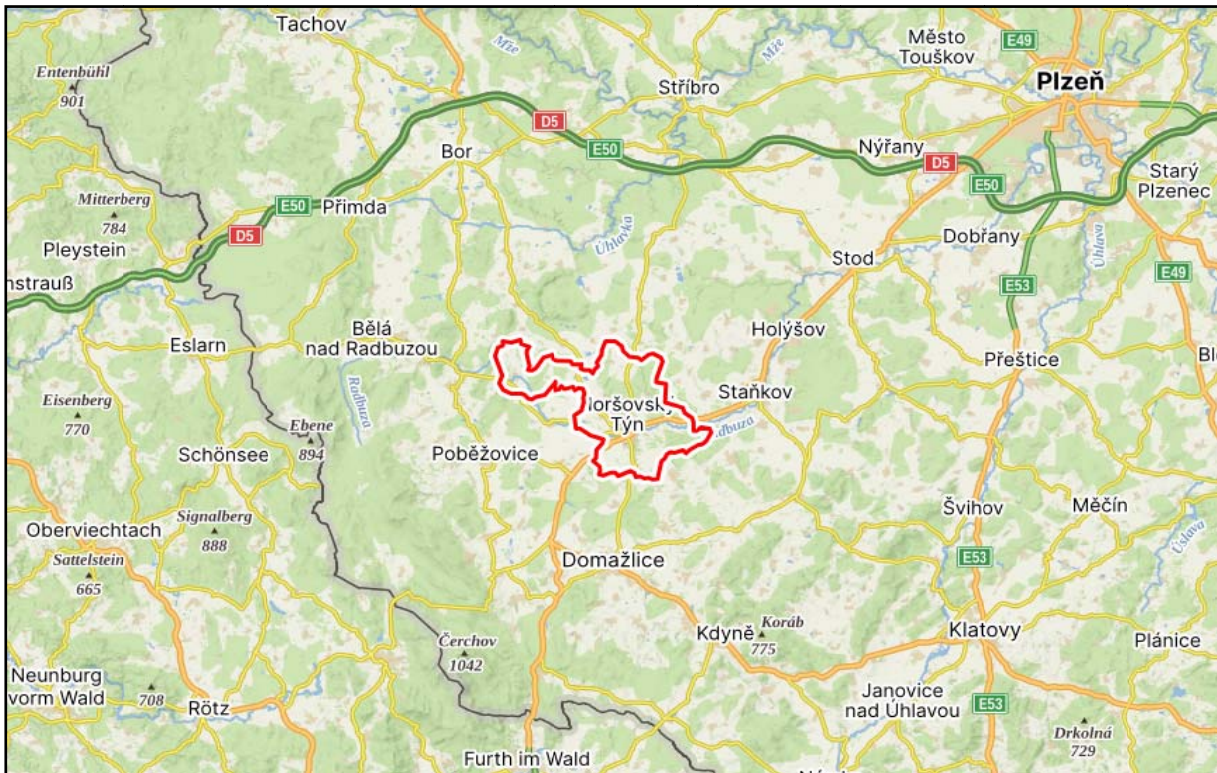 Tachov
Mže
Mže
Město
Touškov
E49
Entenbühl
901
Stříbro
Plzeň
D5
E50
Bor
Nýřany
D5
E50
Starý
Plzenec
Mitterberg
784
E50
Přimda
D5
Pleystein
Úhlavka
Dobřany
Úhlava
Stod
E49
nstrauß
E53
Bělá
nad Radbuzou
Holýšov
Eslarn
Přeštice
Radbuza
Staňkov
Eisenberg
770
oršovský
Týn
dbuza
Ebene
894
Schönsee
Poběžovice
Švihov
Měčín
Signalberg
888
Oberviechtach
Úslava
Sattelstein
665
Domažlice
E53
Kdyně
Koráb
775
Klatovy
Plánice
Čerchov
1042
Neunburg
vorm Wald
708
Rötz
Janovice
nad Úhlavou
E53
Drkolná
729
Furth im Wald